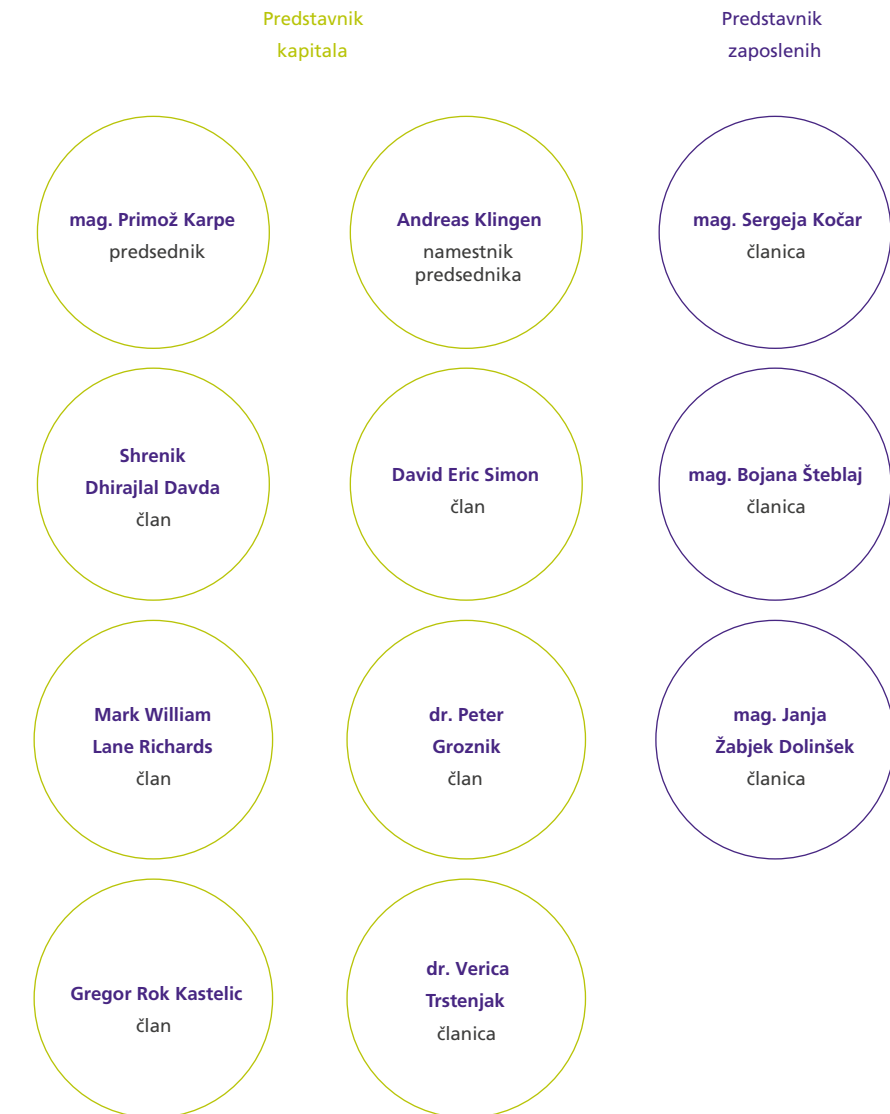 Predstavnik
kapitala
Predstavnik
zaposlenih
mag. Primož Karpe
predsednik
Andreas Klingen
namestnik
predsednika
mag. Sergeja Kočar
članica
Shrenik
Dhirajlal Davda
član
David Eric Simon
član
mag. Bojana Šteblaj
članica
Mark William
Lane Richards
član
dr. Peter
Groznik
član
mag. Janja
Žabjek Dolinšek
članica
Gregor Rok Kastelic
član
dr. Verica
Trstenjak
članica